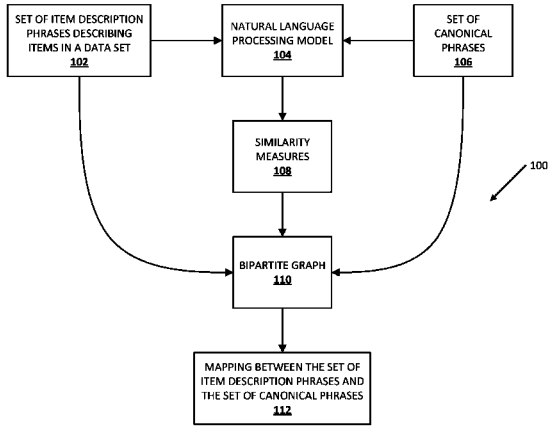 SET OF ITEM DESCRIPTION
PHRASES DESCRIBING
ITEMS IN A DATA SET
102
NATURAL LANGUAGE
PROCESSING MODEL
104
SET OF
CANONICAL
PHRASES
106
SIMILARITY
MEASURES
108
100
BIPARTITE GRAPH
110
MAPPING BETWEEN THE SET OF
ITEM DESCRIPTION PHRASES AND
THE SET OF CANONICAL PHRASES
112